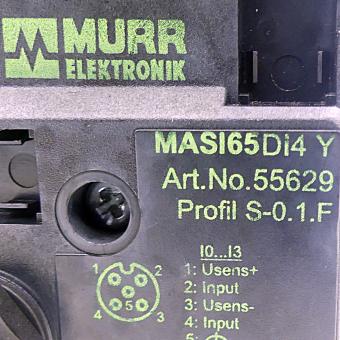 MURR
ELEKTRONIK
MASI65DI4 Y
Art.No.55629
Profil S-0.1.F
I0...I3
1: Usens+
2: Input
3: Usens-
4: Input
5:
1 2
5
4 3